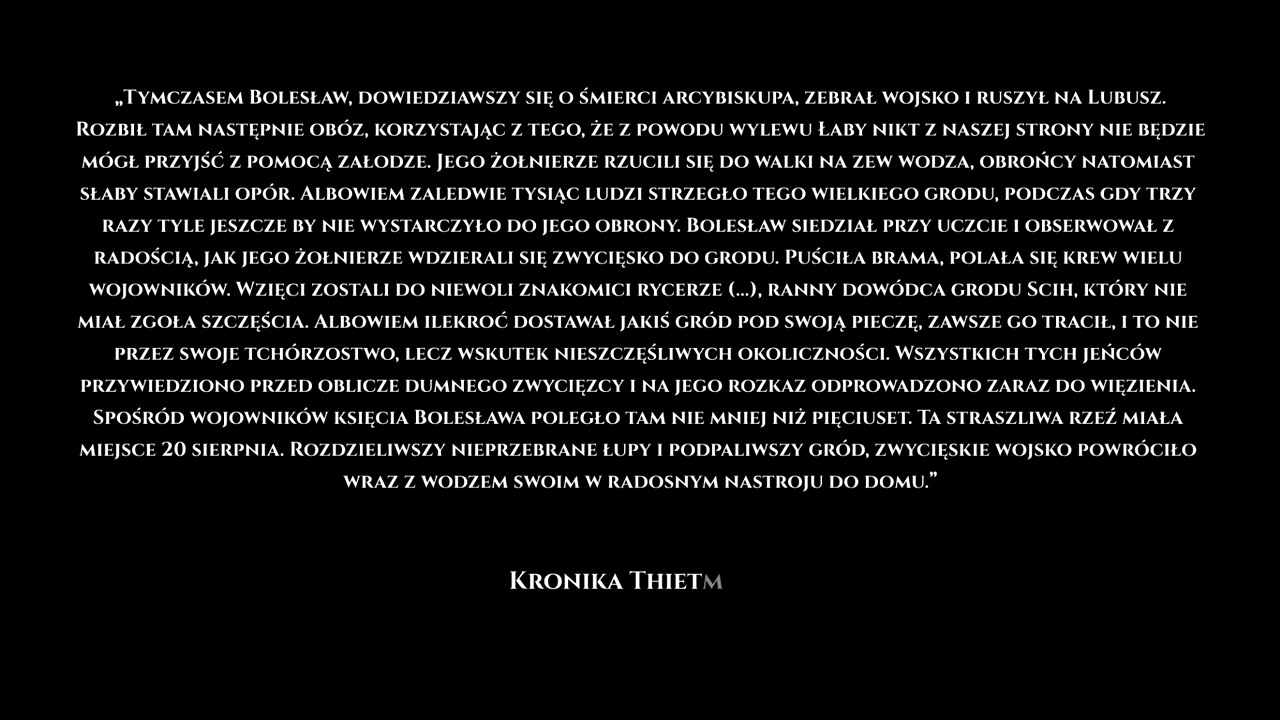 „Tymczasem Bolesław, dowiedziawszy się o śmierci arcybiskupa, zebrał wojsko i ruszył na Lubusz.
Rozbił tam następnie obóz, korzystając z tego, że z powodu wylewu Łaby nikt z naszej strony nie będzie
mógł przyjść z pomocą załodze. Jego żołnierze rzucili się do walki na zew wodza, obrońcy natomiast
słaby stawiali opór. Albowiem zaledwie tysiąc ludzi strzegło tego wielkiego grodu, podczas gdy trzy
razy tyle jeszcze by nie wystarczyło do jego obrony. Bolesław siedział przy uczcie i obserwował z
radością, jak jego żołnierze wdzierali się zwycięsko do grodu. Puściła brama, polała się krew wielu
wojowników. Wzięci zostali do niewoli znakomici rycerze (...), ranny dowódca grodu Scih, który nie
miał zgoła szczęścia. Albowiem ilekroć dostawał jakiś gród pod swoją pieczę, zawsze go tracił, i to nie
przez swoje tchórzostwo, lecz wskutek nieszczęśliwych okoliczności. Wszystkich tych jeńców
przywiedziono przed oblicze dumnego zwycięzcy i na jego rozkaz odprowadzono zaraz do więzienia.
Spośród wojowników księcia Bolesława poległo tam nie mniej niż pięciuset. Ta straszliwa rzeź miała
miejsce 20 sierpnia. Rozdzieliwszy nieprzebrane łupy i podpaliwszy gród, zwycięskie wojsko powróciło
wraz z wodzem swoim w radosnym nastroju do domu.”
Kronika Thietm